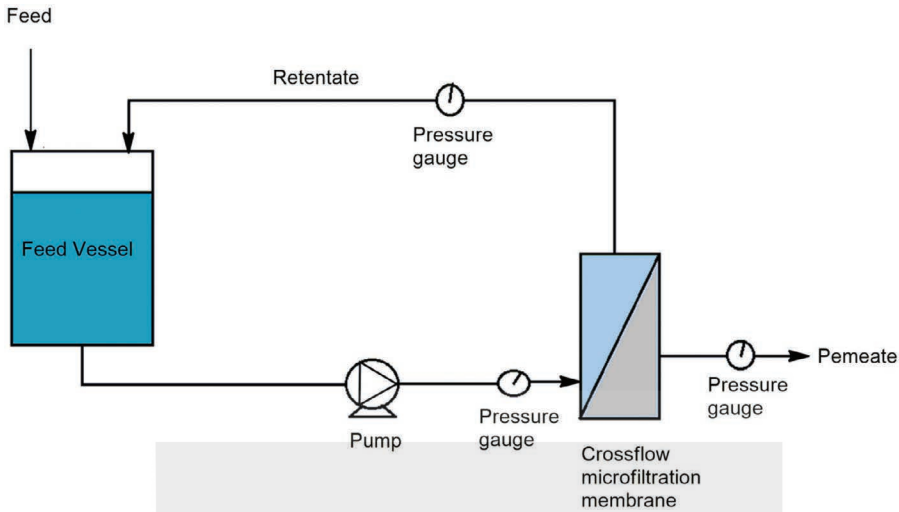 Feed
Retentate
Pressure
gauge
Feed Vessel
Pemeate
Pressure
gauge
Pressure
gauge
Pump
Crossflow
microfiltration
membrane